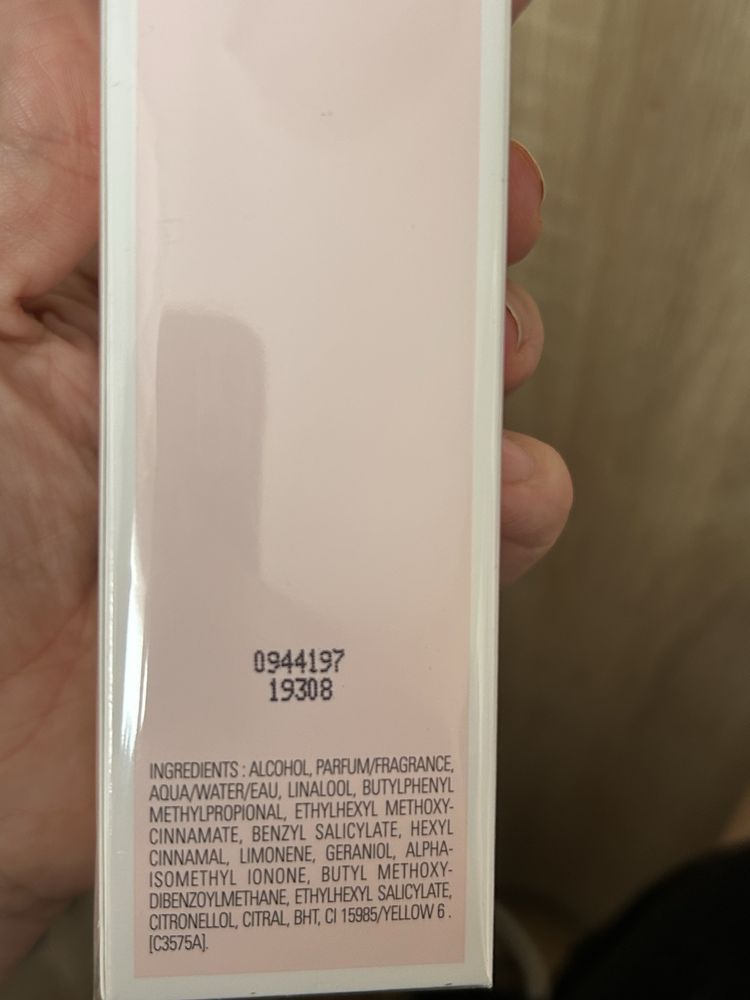 0944197
19308
INGREDIENTS : ALCOHOL, PARFUM/FRAGRANCE,
AQUA/WATER/EAU, LINALOOL, BUTYLPHENYL
METHYLPROPIONAL, ETHYLHEXYL METHOXY-
CINNAMATE, BENZYL SALICYLATE, HEXYL
CINNAMAL, LIMONENE, GERANIOL, ALPHA-
ISOMETHYL IONONE, BUTYL METHOXY-
DIBENZOYLMETHANE, ETHYLHEXYL SALICYLATE,
CITRONELLOL, CITRAL, BHT, CI 15985/YELLOW 6 .
[C3575A].